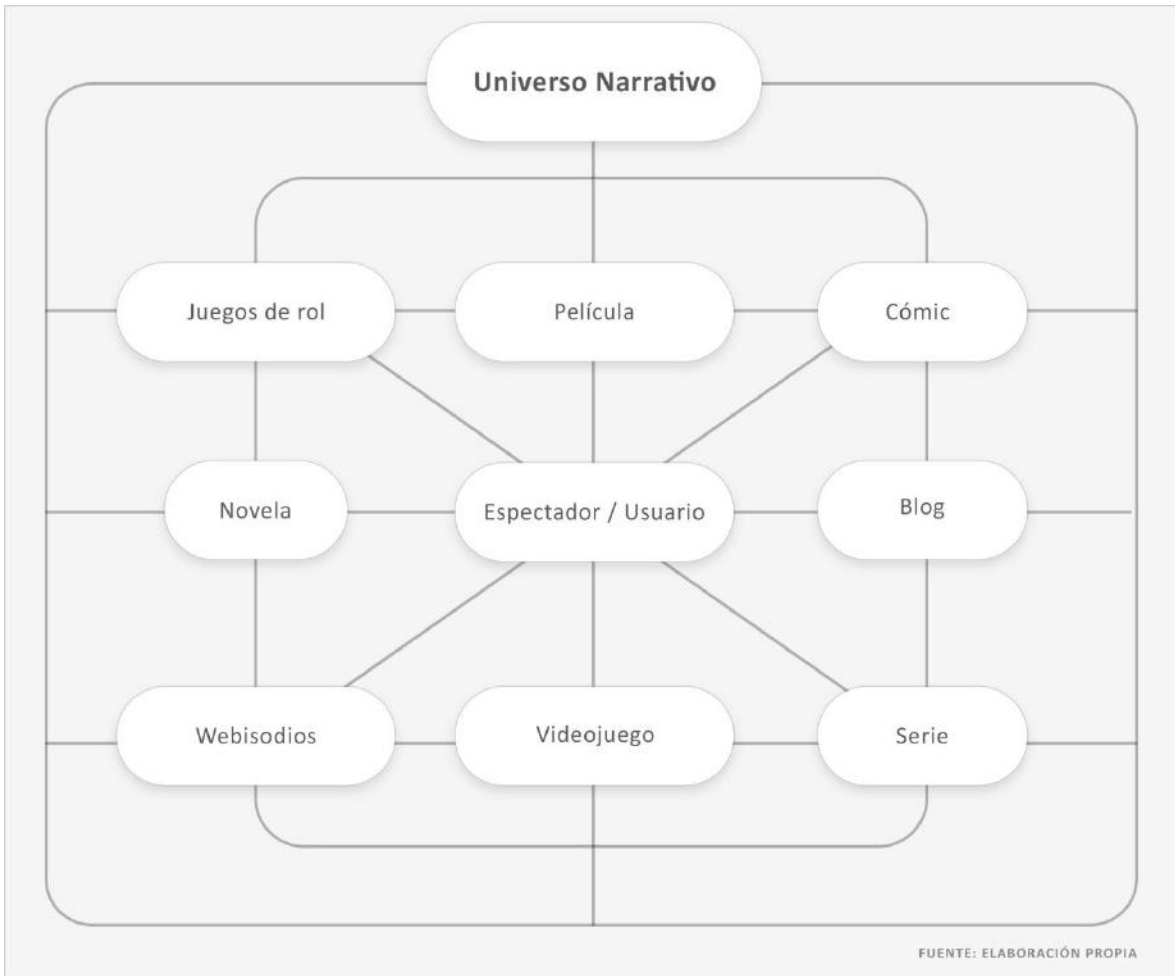 Universo Narrativo
Juegos de rol
Película
Cómic
Novela
Espectador / Usuario
Blog
Webisodios
Videojuego
Serie
FUENTE: ELABORACIÓN PROPIA